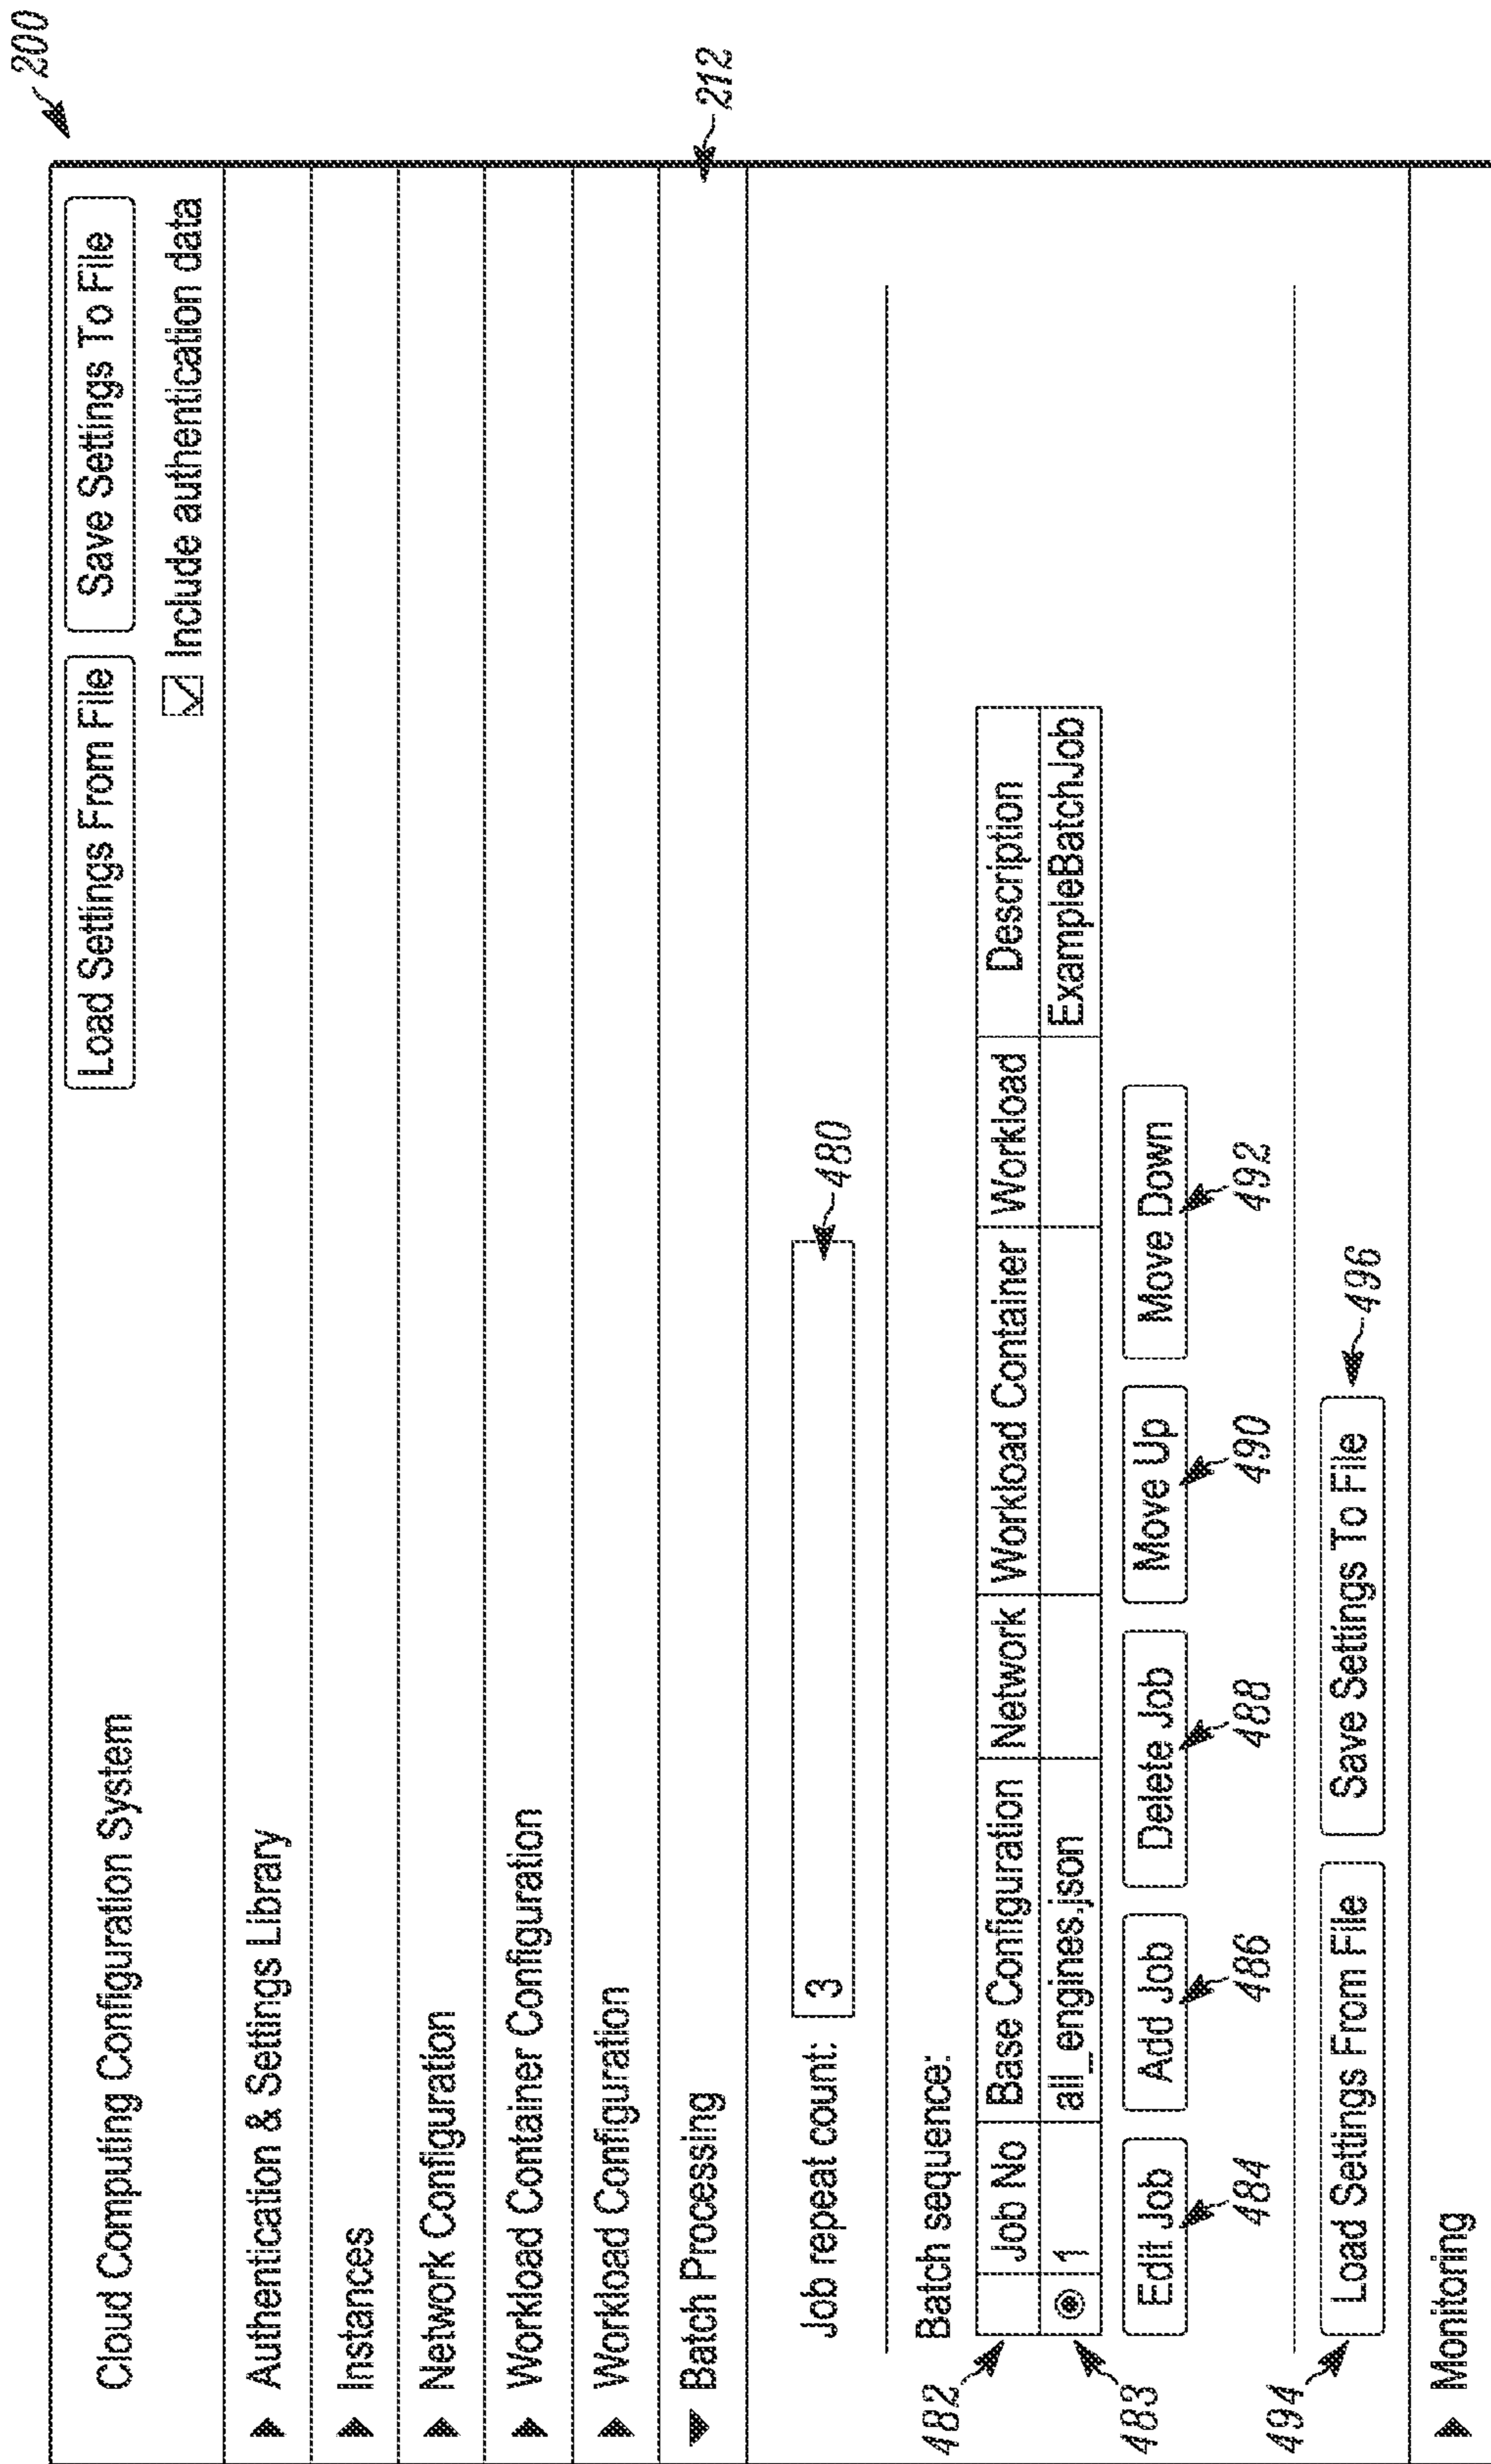 200
Cloud Computing Configuration System
Load Settings From File Save Settings To File
Include authentication data
Authentication & Settings Library
Instances
Network Configuration
Workload Container Configuration
Workload Configuration
Batch Processing
212
Job repeat count: 3
480
Batch sequence:
482
Job No Base Configuration Network Workload Container Workload Description
1 all_engines.json ExampleBatchJob
483
Edit Job Add Job Delete Job Move Up Move Down
484 486 488 490 492
494
Load Settings From File Save Settings To File
496
Monitoring